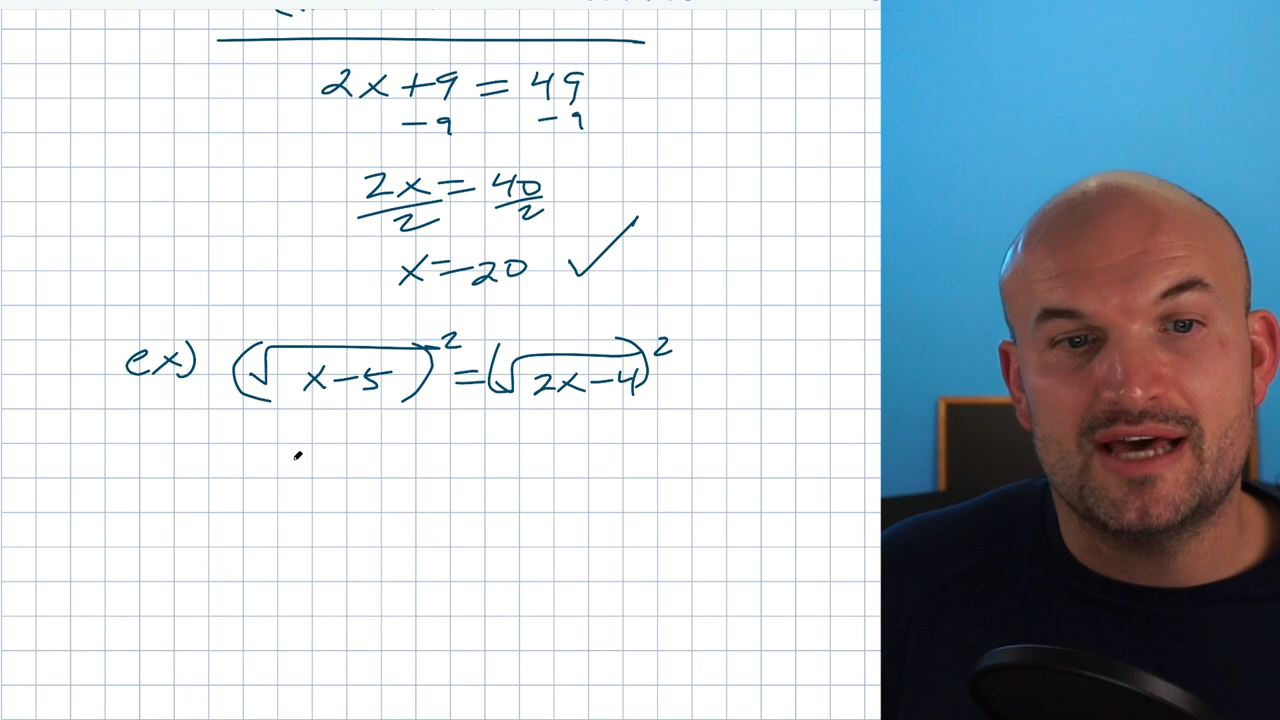 2x + 9 = 49
- 9 - 9
2x = 40
2 2
x = 20 ✓
ex) (√x - 5)² = (√2x - 4)²